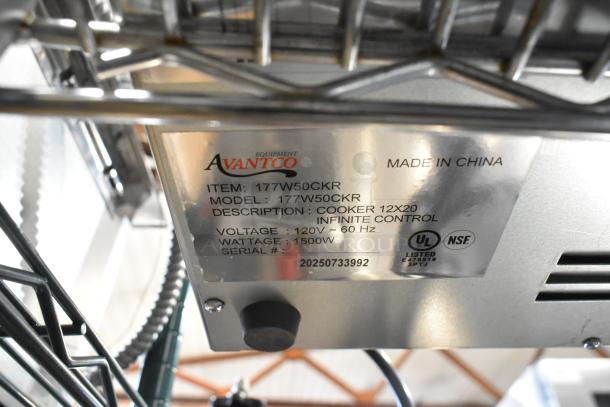 EQUIPMENT
AVANTCO
MADE IN CHINA
ITEM: 177W50CKR
MODEL: 177W50CKR
DESCRIPTION: COOKER 12X20
INFINITE CONTROL
VOLTAGE : 120V ~ 60 Hz
WATTAGE : 1500W
SERIAL # :
20250733992
UL
LISTED
NSF